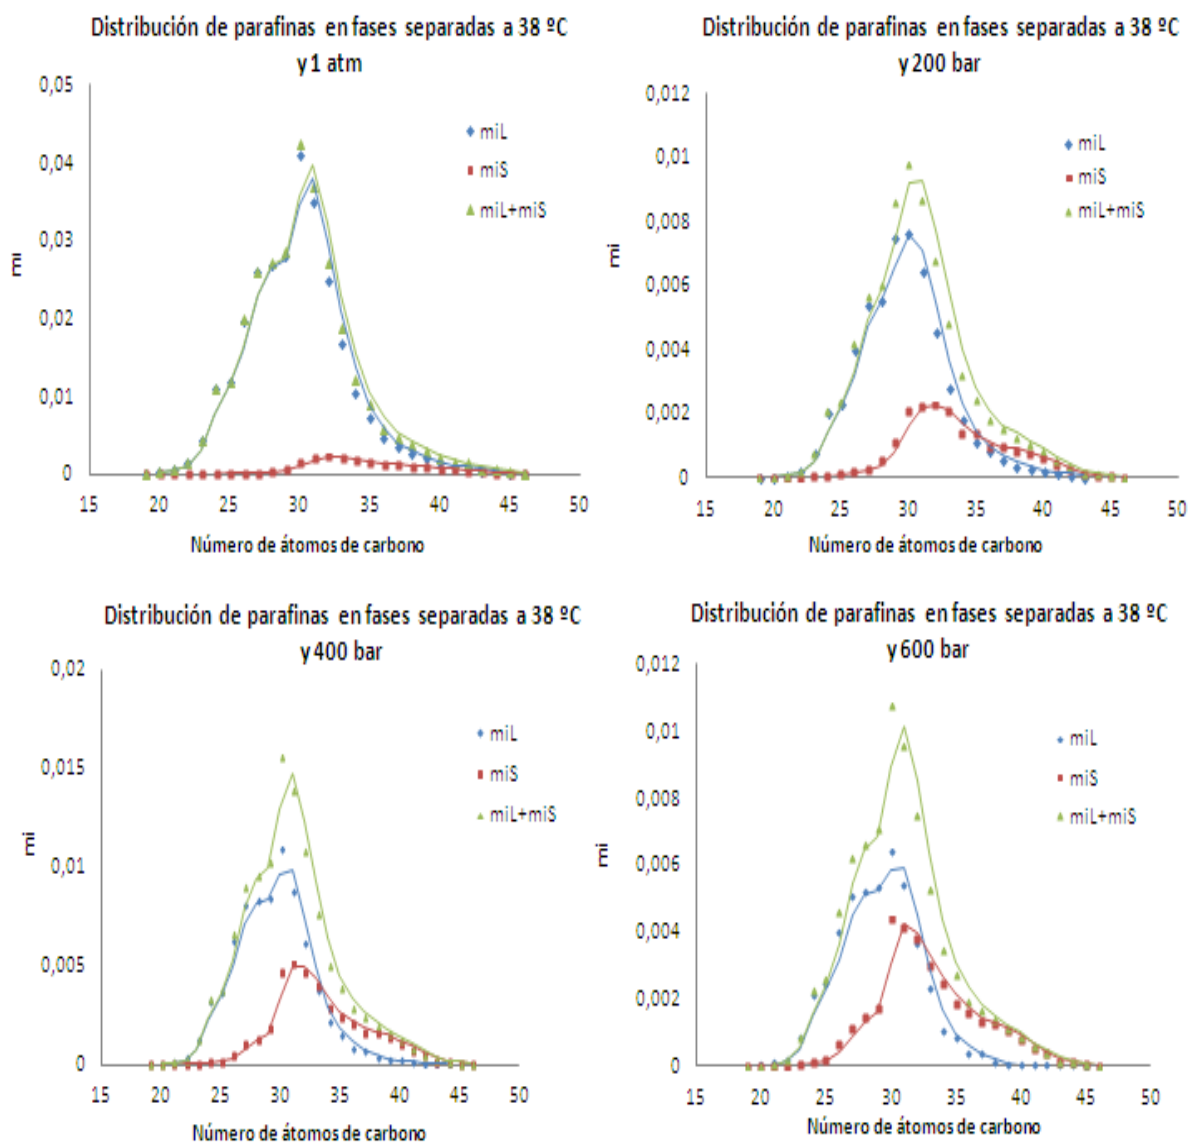 Distribución de parafinas en fases separadas a 38 ºC
y 1 atm
0,05
0,04
0,03
0,02
0,01
0
mi
miL
miS
miL+miS
15 20 25 30 35 40 45 50
Número de átomos de carbono
Distribución de parafinas en fases separadas a 38 ºC
y 200 bar
0,012
0,01
0,008
0,006
0,004
0,002
0
mi
miL
miS
miL+miS
15 20 25 30 35 40 45 50
Número de átomos de carbono
Distribución de parafinas en fases separadas a 38 ºC
y 400 bar
0,02
0,015
0,01
0,005
0
mi
miL
miS
miL+miS
15 20 25 30 35 40 45 50
Número de átomos de carbono
Distribución de parafinas en fases separadas a 38 ºC
y 600 bar
0,012
0,01
0,008
0,006
0,004
0,002
0
mi
miL
miS
miL+miS
15 20 25 30 35 40 45 50
Número de átomos de carbono